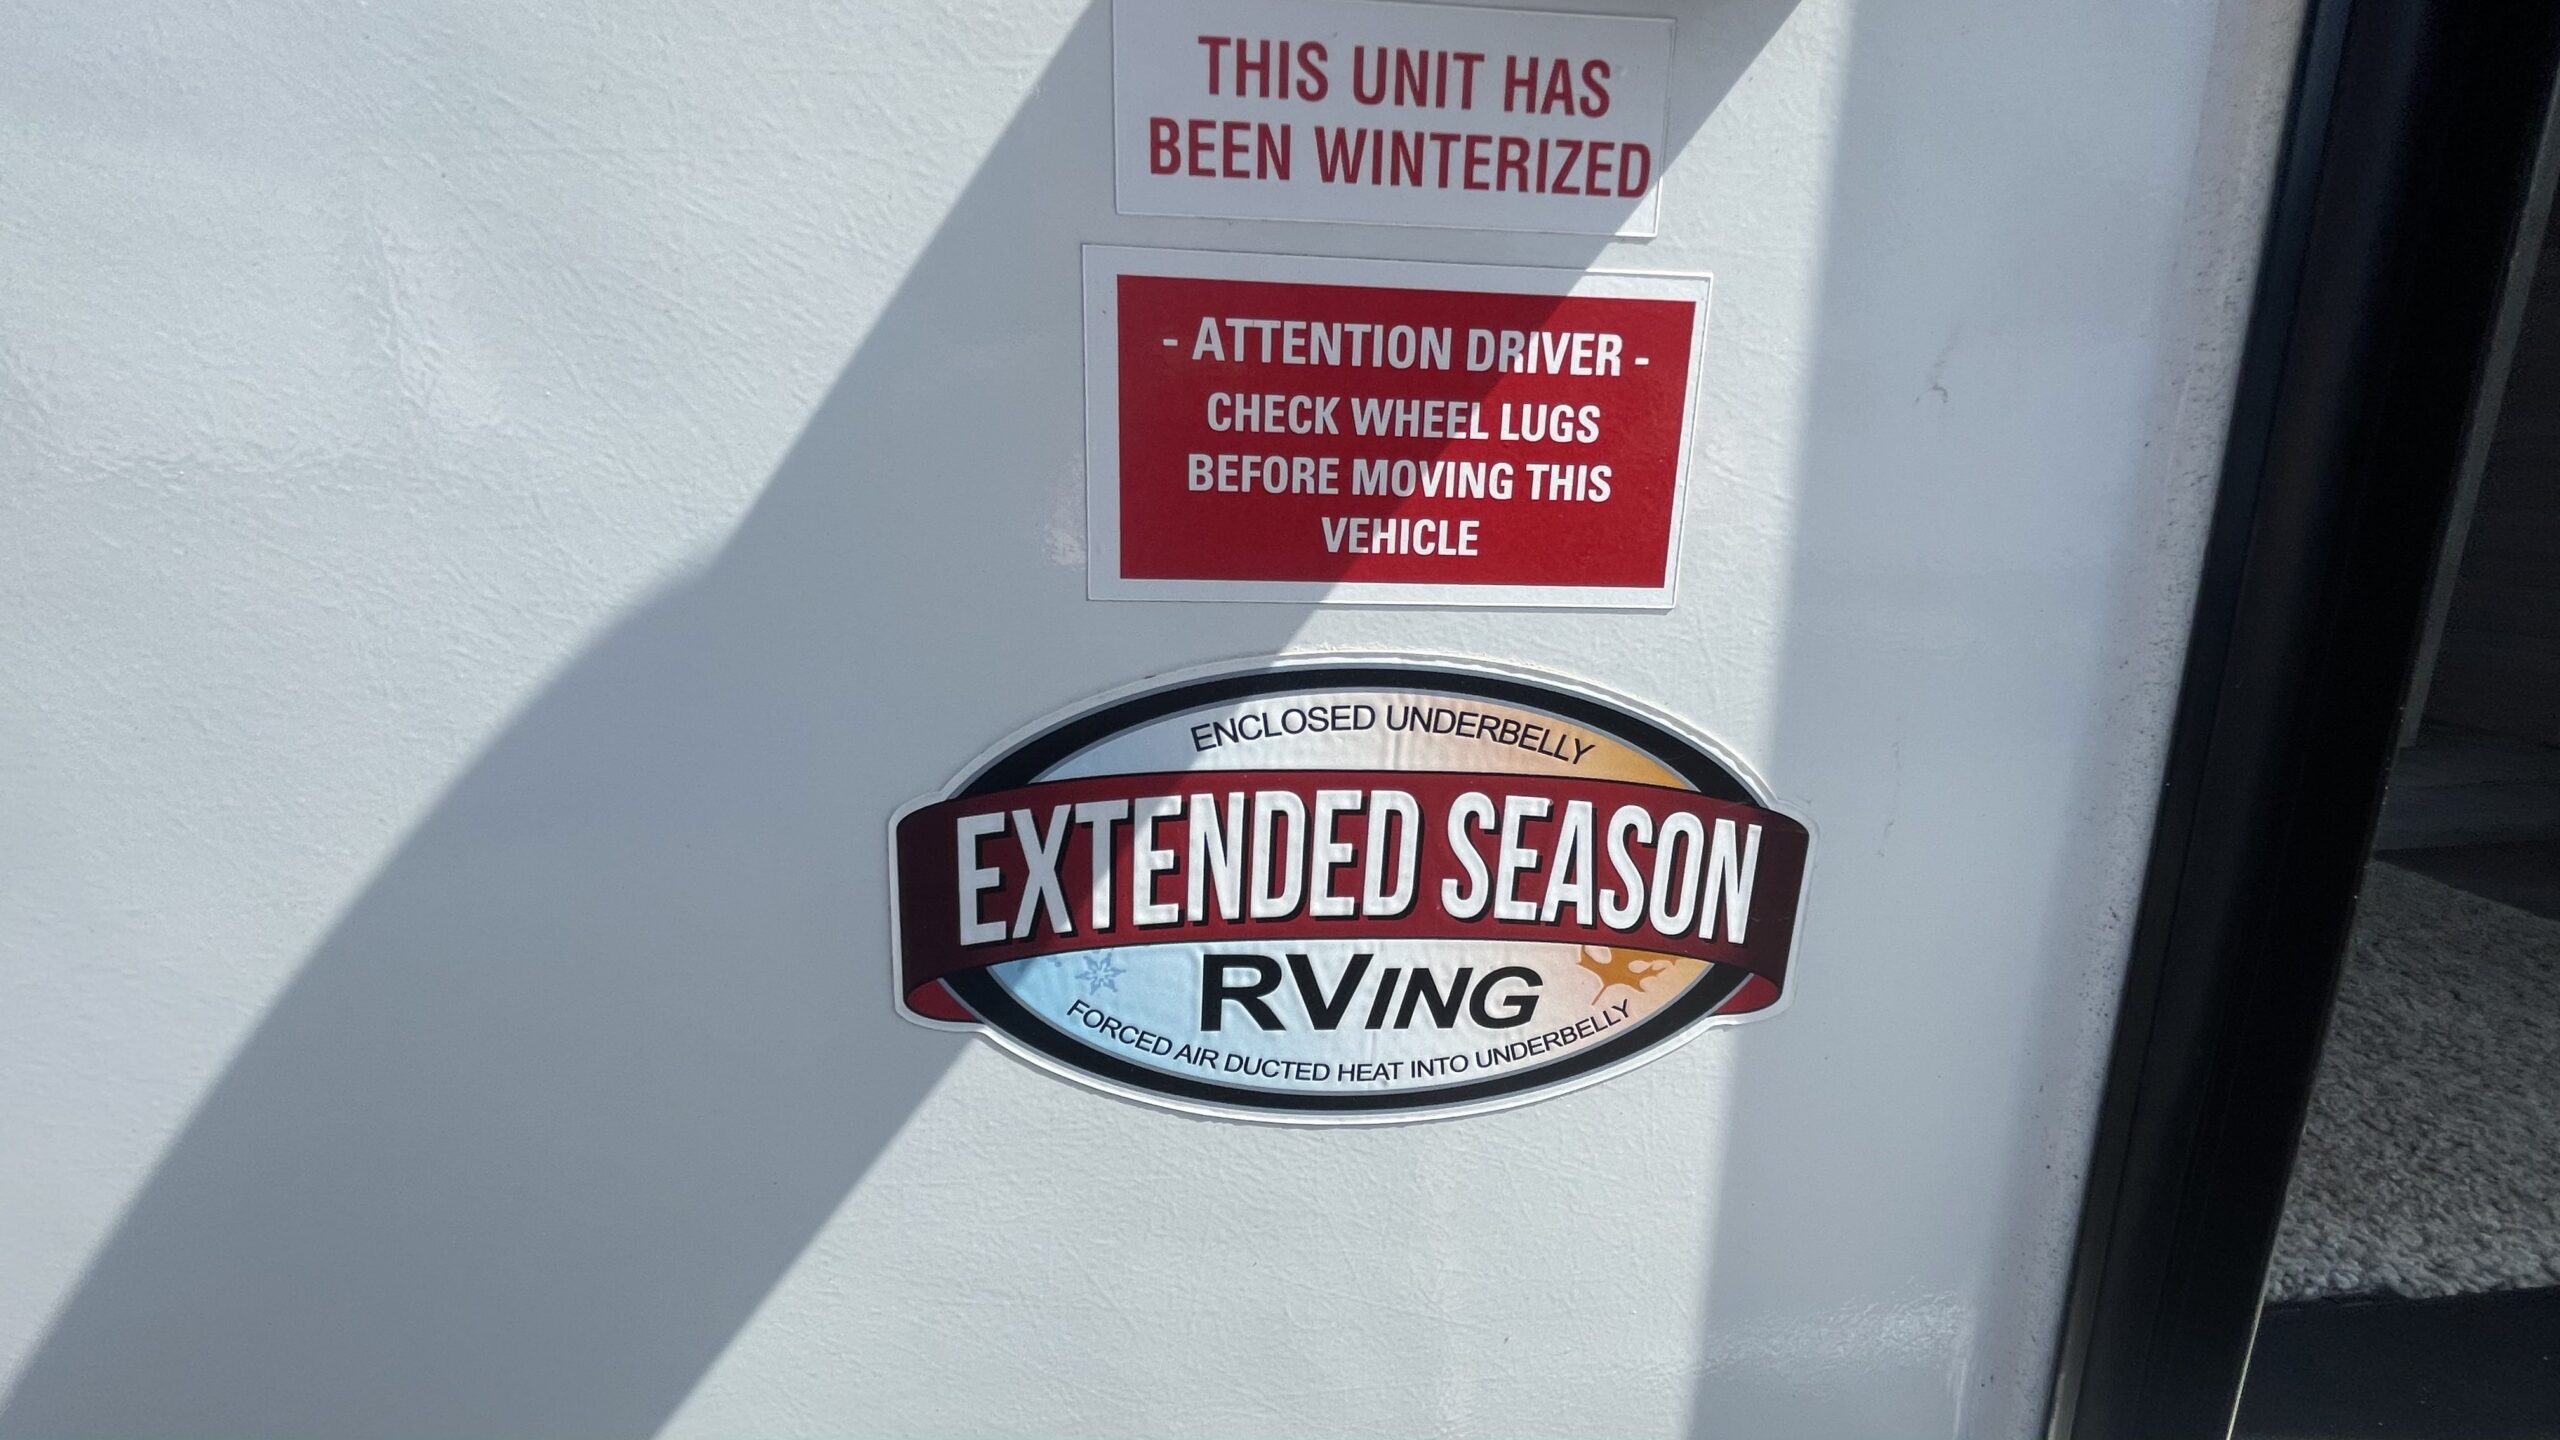 THIS UNIT HAS
BEEN WINTERIZED
- ATTENTION DRIVER -
CHECK WHEEL LUGS
BEFORE MOVING THIS
VEHICLE
ENCLOSED UNDERBELLY
EXTENDED SEASON
RVING
FORCED AIR DUCTED HEAT INTO UNDERBELLY